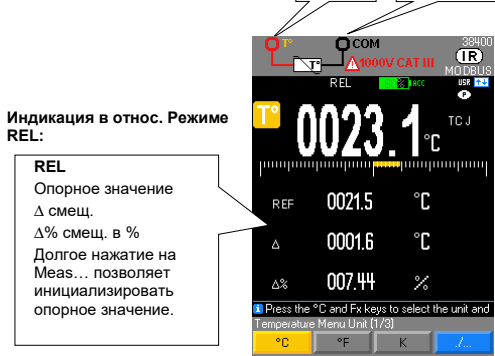 T°
COM
38400
IR
MODBUS
T°
1000V CAT III
REL
ACC
USR
P
T°
0023.1 °C
TC J
Индикация в относ. Режиме
REL:
REL
Опорное значение
Δ смещ.
Δ% смещ. в %
Долгое нажатие на
Meas… позволяет
инициализировать
опорное значение.
REF 0021.5 °C
Δ 0001.6 °C
Δ% 007.44 %
Press the °C and Fx keys to select the unit and
Temperature Menu Unit (1/3)
°C °F K ./...